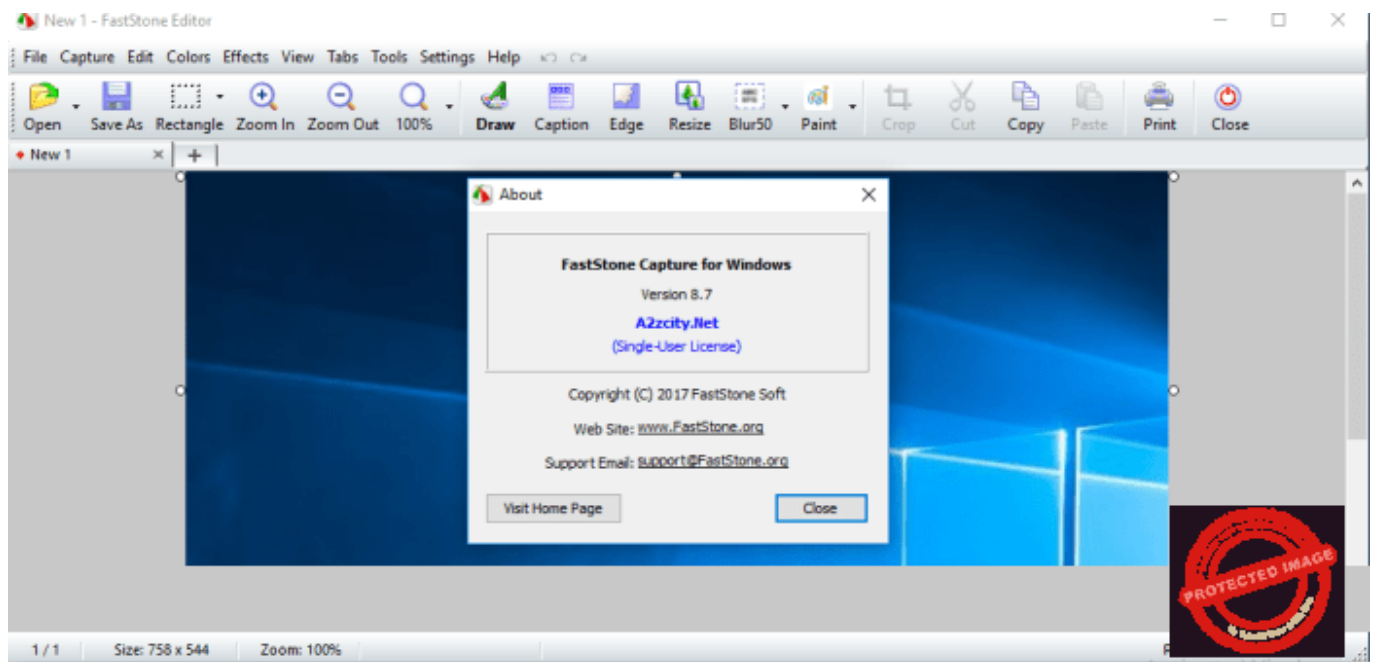 New 1 - FastStone Editor
File Capture Edit Colors Effects View Tabs Tools Settings Help
Open Save As Rectangle Zoom In Zoom Out 100% Draw Caption Edge Resize Blur50 Paint Crop Cut Copy Paste Print Close
New 1
About
FastStone Capture for Windows
Version 8.7
A2zcity.Net
(Single-User License)
Copyright (C) 2017 FastStone Soft
Web Site: www.FastStone.org
Support Email: support@FastStone.org
Visit Home Page Close
PROTECTED IMAGE
1 / 1 Size: 758 x 544 Zoom: 100%